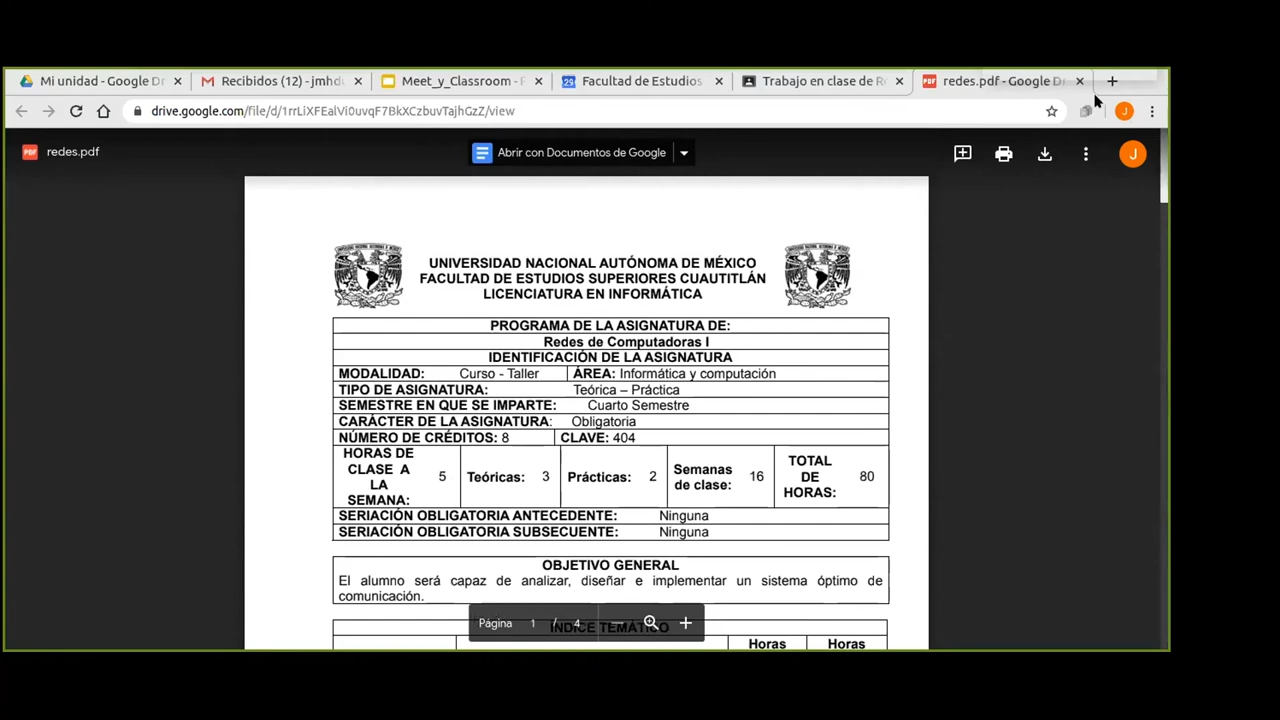 Mi unidad - Google Dr
Recibidos (12) - jmhd
Meet_y_Classroom -
Facultad de Estudios
Trabajo en clase de Re
redes.pdf - Google Dr
drive.google.com/file/d/1rrLiXFEalVi0uvqF7BkXCzbuvTajhGzZ/view
J
PDF redes.pdf
Abrir con Documentos de Google
J
UNIVERSIDAD NACIONAL AUTÓNOMA DE MÉXICO
FACULTAD DE ESTUDIOS SUPERIORES CUAUTITLÁN
LICENCIATURA EN INFORMÁTICA
PROGRAMA DE LA ASIGNATURA DE:
Redes de Computadoras I
IDENTIFICACIÓN DE LA ASIGNATURA
MODALIDAD: Curso - Taller ÁREA: Informática y computación
TIPO DE ASIGNATURA: Teórica – Práctica
SEMESTRE EN QUE SE IMPARTE: Cuarto Semestre
CARÁCTER DE LA ASIGNATURA: Obligatoria
NÚMERO DE CRÉDITOS: 8 CLAVE: 404
HORAS DE
CLASE A
LA
SEMANA:
5
Teóricas: 3
Prácticas: 2
Semanas
de clase:
16
TOTAL
DE
HORAS:
80
SERIACIÓN OBLIGATORIA ANTECEDENTE: Ninguna
SERIACIÓN OBLIGATORIA SUBSECUENTE: Ninguna
OBJETIVO GENERAL
El alumno será capaz de analizar, diseñar e implementar un sistema óptimo de
comunicación.
Página 1 / 4
ÍNDICE TEMÁTICO
Horas Horas